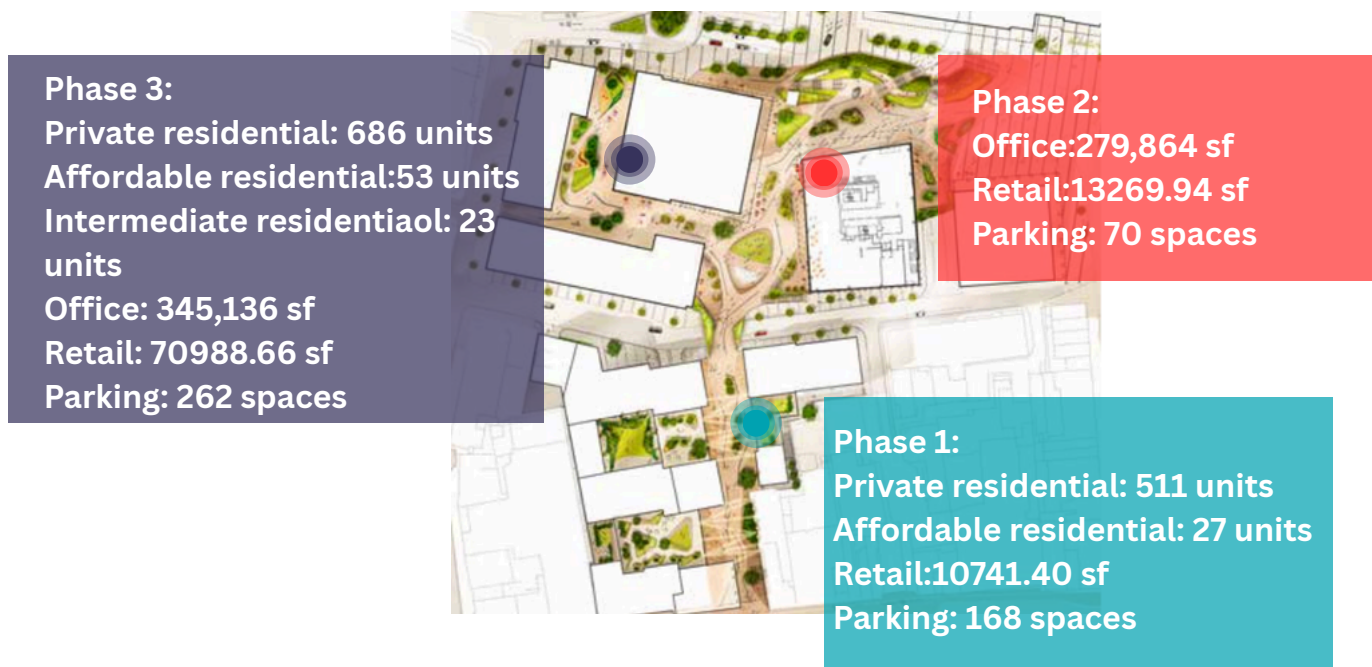 Phase 3:
Private residential: 686 units
Affordable residential:53 units
Intermediate residentiaol: 23
units
Office: 345,136 sf
Retail: 70988.66 sf
Parking: 262 spaces
Phase 2:
Office:279,864 sf
Retail:13269.94 sf
Parking: 70 spaces
Phase 1:
Private residential: 511 units
Affordable residential: 27 units
Retail:10741.40 sf
Parking: 168 spaces